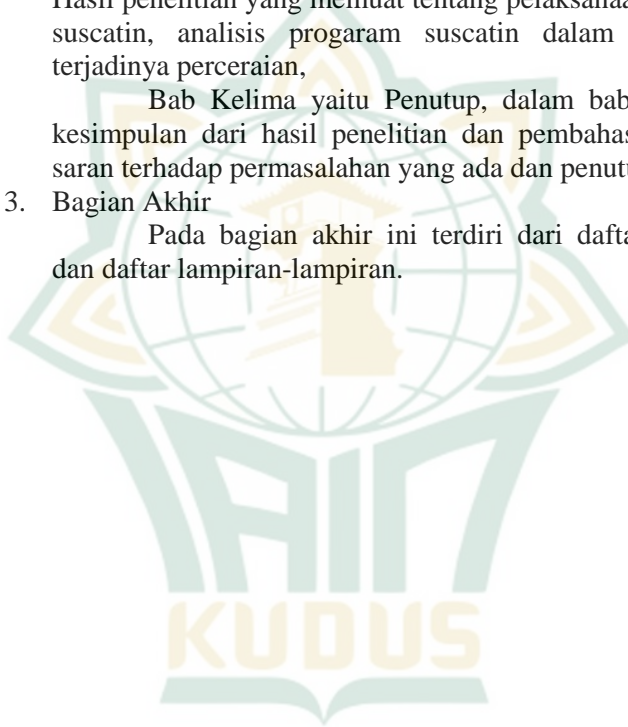 Hasil penelitian yang memuat tentang pelaksanaa
suscatin, analisis progaram suscatin dalam
terjadinya perceraian,
Bab Kelima yaitu Penutup, dalam bab
kesimpulan dari hasil penelitian dan pembahas
saran terhadap permasalahan yang ada dan penutu
3. Bagian Akhir
Pada bagian akhir ini terdiri dari dafta
dan daftar lampiran-lampiran.
IAIN
KUDUS